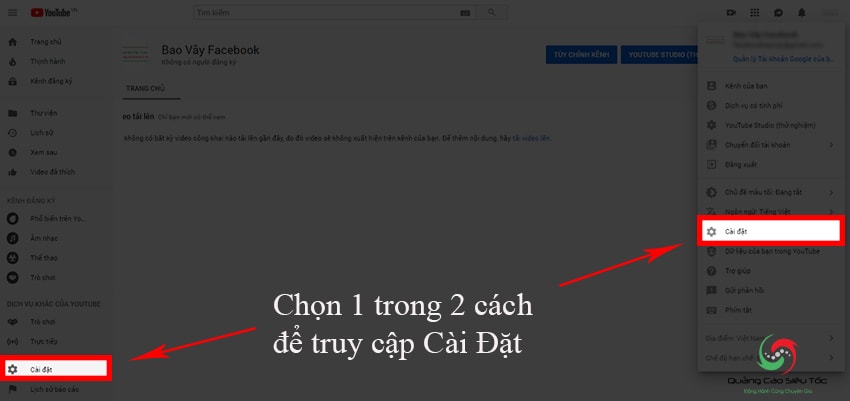 YouTube VN
Tìm kiếm
Trang chủ
Thịnh hành
Kênh đăng ký
Thư viện
Lịch sử
Xem sau
Video đã thích
KÊNH ĐĂNG KÝ
Phổ biến trên Yo...
Âm nhạc
Thể thao
Trò chơi
DỊCH VỤ KHÁC CỦA YOUTUBE
Trò chơi
Trực tiếp
Cài đặt
Lịch sử báo cáo
Bao Vây Facebook
Không có người đăng ký
TÙY CHỈNH KÊNH
YOUTUBE STUDIO (TH
TRANG CHỦ
eo tải lên Chỉ bạn mới có thể xem
không có bất kỳ video công khai nào tải lên gần đây, do đó video sẽ không xuất hiện trên kênh của bạn. Để thêm nội dung, hãy tải video lên.
Chọn 1 trong 2 cách
để truy cập Cài Đặt
Bao Vây Facebook
Quản lý Tài khoản Google của b...
Kênh của bạn
Dịch vụ có tính phí
YouTube Studio (thử nghiệm)
Chuyển đổi tài khoản
Đăng xuất
Chủ đề màu tối: Đang tắt
Ngôn ngữ: Tiếng Việt
Cài đặt
Dữ liệu của bạn trong YouTube
Trợ giúp
Gửi phản hồi
Phím tắt
Địa điểm: Việt Nam
Chế độ hạn chế
Quảng Cáo Siêu Tốc
Đồng Hành Cùng Chuyên Gia